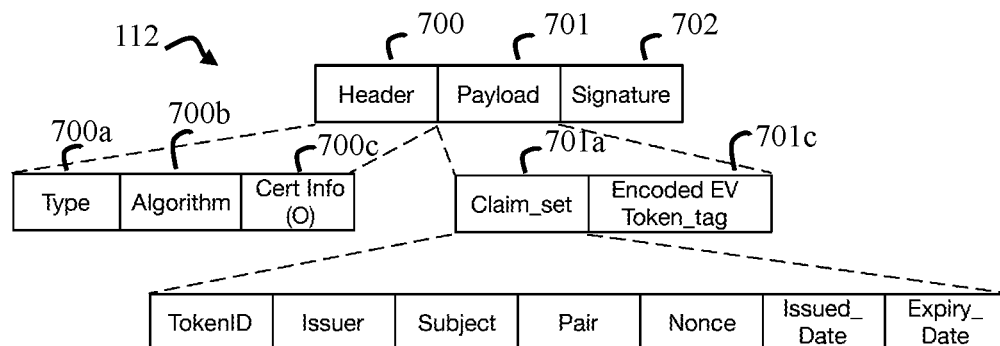 112
700
701
702
Header
Payload
Signature
700a
700b
700c
701a
701c
Type
Algorithm
Cert Info
(O)
Claim_set
Encoded EV
Token_tag
TokenID
Issuer
Subject
Pair
Nonce
Issued_
Date
Expiry_
Date